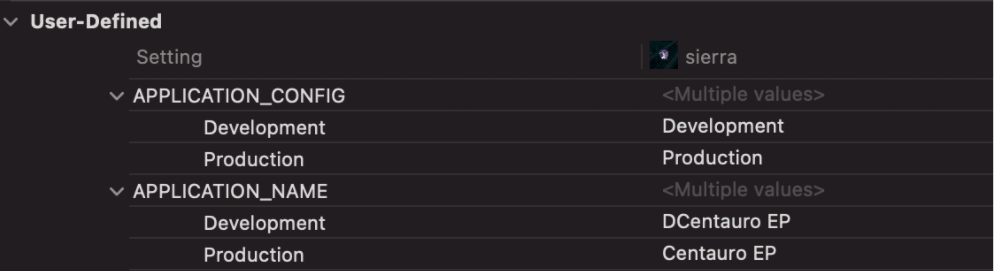 User-Defined
Setting sierra
APPLICATION_CONFIG <Multiple values>
Development Development
Production Production
APPLICATION_NAME <Multiple values>
Development DCentauro EP
Production Centauro EP